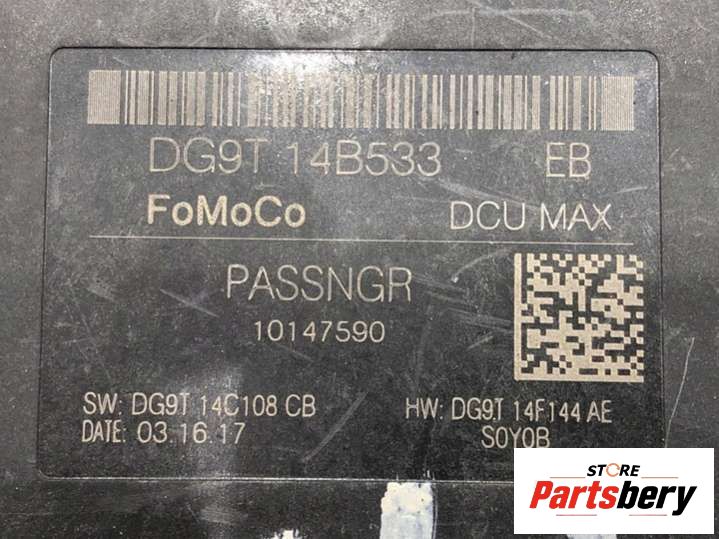 DG9T 14B533 EB
FoMoCo DCU MAX
PASSNGR
10147590
SW: DG9T 14C108 CB HW: DG9T 14F144 AE
DATE: 03.16.17 S0Y0B
STORE
Partsbery